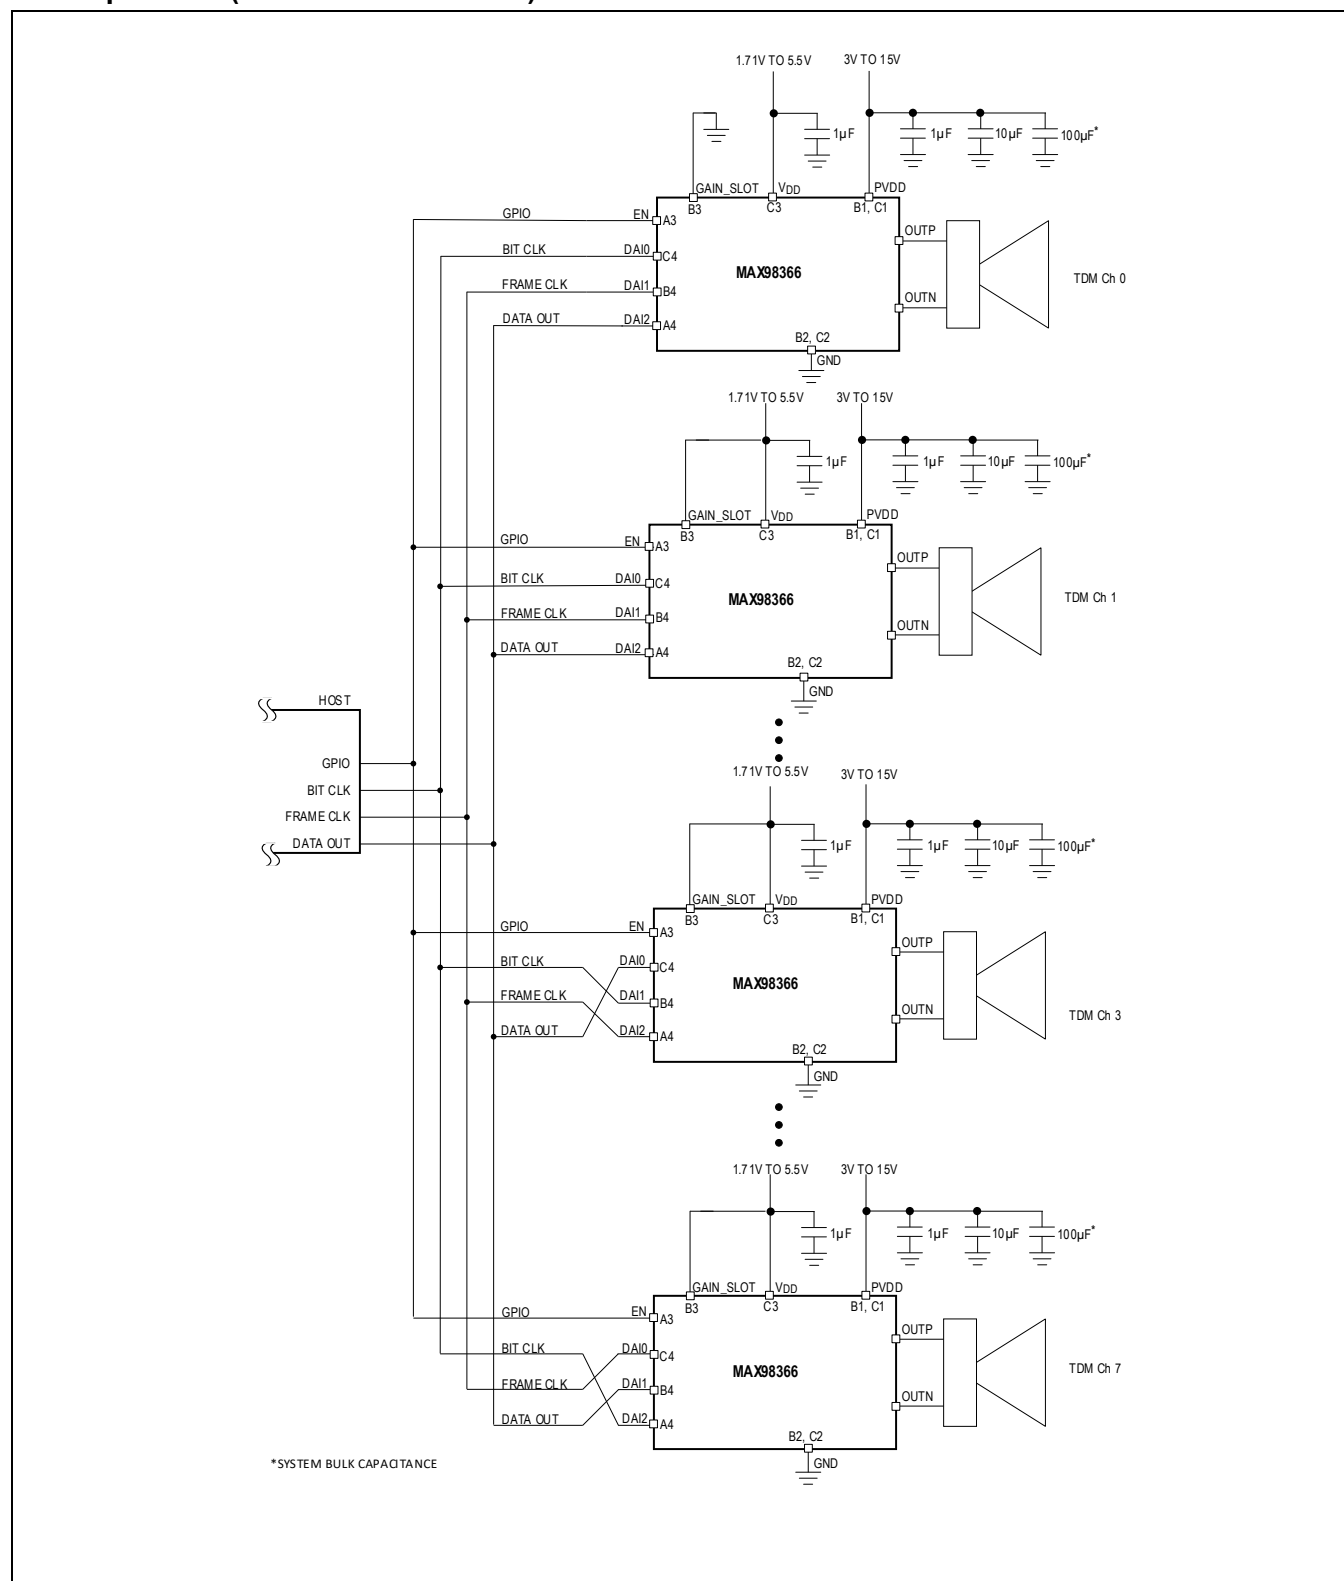 1.71V TO 5.5V 3V TO 15V
1µF 1µF 10µF 100µF*
GAIN_SLOT VDD PVDD
B3 C3 B1, C1
GPIO EN A3
OUTP
BIT CLK DAI0 C4
MAX98366
TDM Ch 0
FRAME CLK DAI1 B4
OUTN
DATA OUT DAI2 A4
B2, C2
GND
1.71V TO 5.5V 3V TO 15V
1µF 1µF 10µF 100µF*
GAIN_SLOT VDD PVDD
B3 C3 B1, C1
GPIO EN A3
OUTP
BIT CLK DAI0 C4
MAX98366
TDM Ch 1
FRAME CLK DAI1 B4
OUTN
DATA OUT DAI2 A4
B2, C2
GND
HOST
GPIO
BIT CLK
FRAME CLK
DATA OUT
1.71V TO 5.5V 3V TO 15V
1µF 1µF 10µF 100µF*
GAIN_SLOT VDD PVDD
B3 C3 B1, C1
GPIO EN A3
OUTP
BIT CLK DAI0 C4
MAX98366
FRAME CLK DAI1 B4
OUTN
TDM Ch 3
DATA OUT DAI2 A4
B2, C2
GND
1.71V TO 5.5V 3V TO 15V
1µF 1µF 10µF 100µF*
GAIN_SLOT VDD PVDD
B3 C3 B1, C1
GPIO EN A3
OUTP
BIT CLK DAI0 C4
MAX98366
TDM Ch 7
FRAME CLK DAI1 B4
OUTN
DATA OUT DAI2 A4
B2, C2
GND
*SYSTEM BULK CAPACITANCE